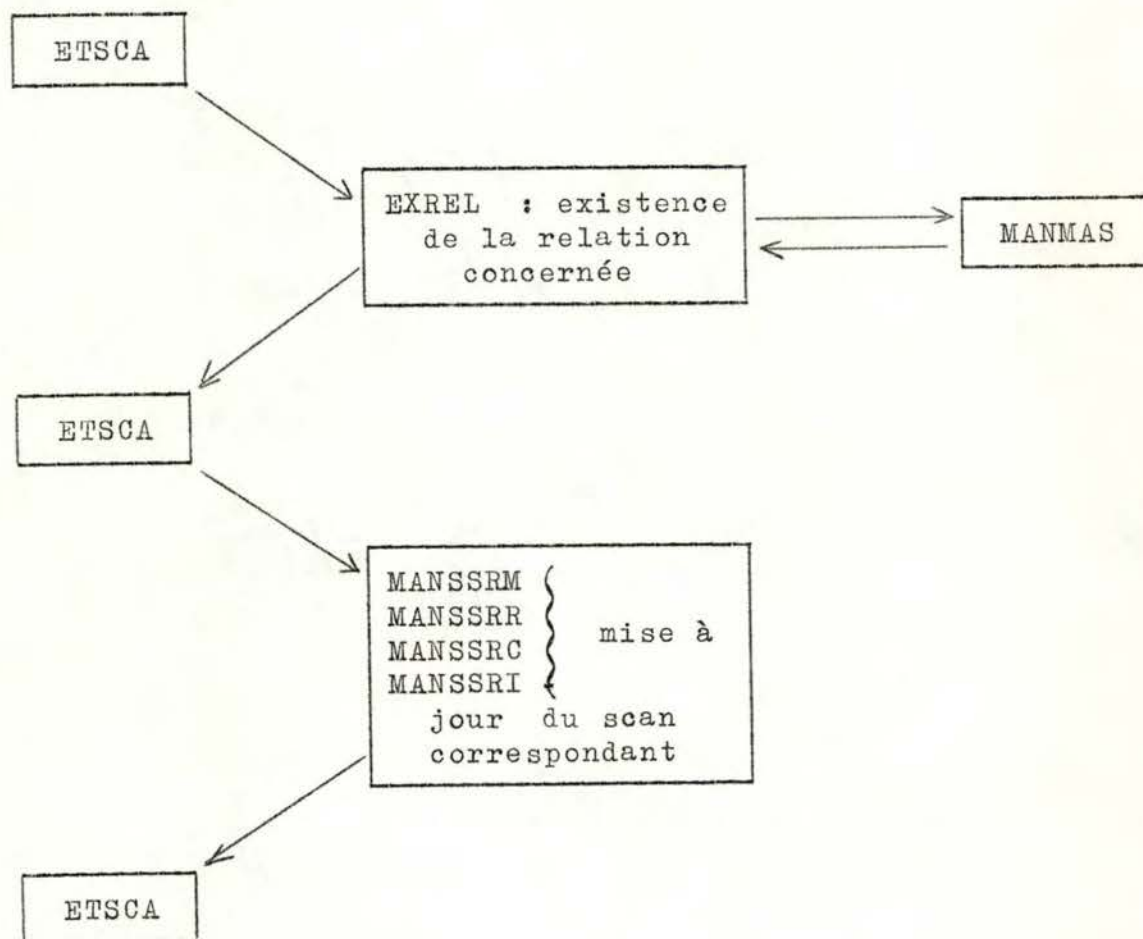 ETSCA
EXREL : existence
de la relation
concernée
MANMAS
ETSCA
MANSSRM
MANSSRR
MANSSRC
MANSSRI
mise à
jour du scan
correspondant
ETSCA